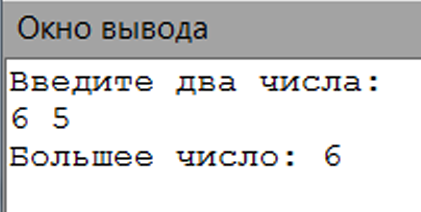 Окно вывода
Введите два числа:
6 5
Большее число: 6